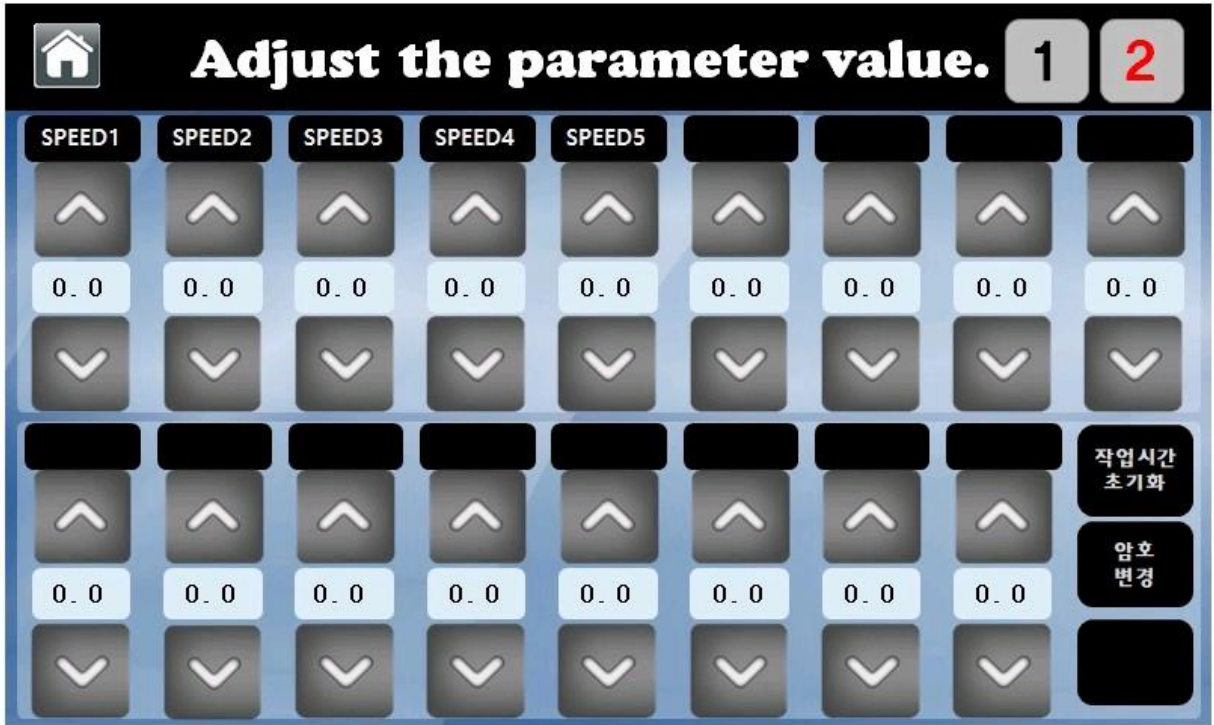 Adjust the parameter value. 1 2
SPEED1 SPEED2 SPEED3 SPEED4 SPEED5
0.0 0.0 0.0 0.0 0.0 0.0 0.0 0.0 0.0
작업시간
초기화
암호
변경
0.0 0.0 0.0 0.0 0.0 0.0 0.0 0.0